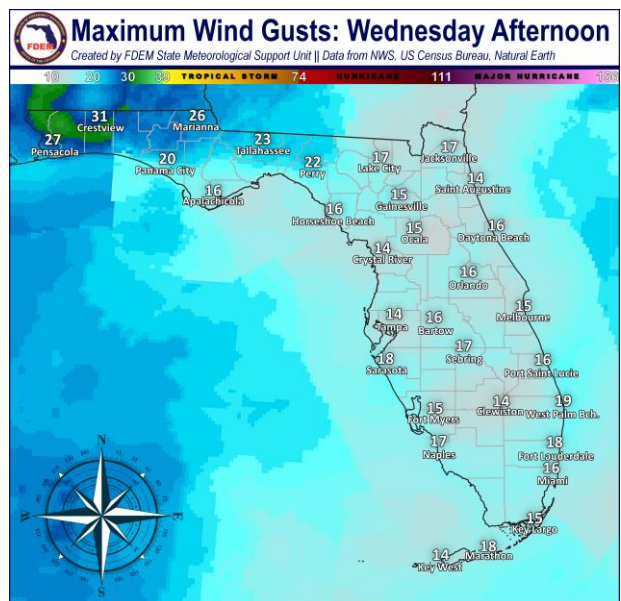 Maximum Wind Gusts: Wednesday Afternoon
Created by FDEM State Meteorological Support Unit || Data from NWS, US Census Bureau, Natural Earth
FDEM
10 20 30 39 TROPICAL STORM 74 HURRICANE 111 MAJOR HURRICANE 156
31
Crestview
26
Marianna
27
Pensacola
23
Tallahassee
20
Panama City
22
Perry
17
Lake City
17
Jacksonville
16
Apalachicola
14
Saint Augustine
15
Gainesville
16
Horseshoe Beach
15
Ocala
16
Daytona Beach
14
Crystal River
16
Orlando
15
Melbourne
14
Tampa
16
Bartow
17
Sebring
18
Sarasota
16
Port Saint Lucie
15
Fort Myers
14
Clewiston
19
West Palm Bch.
17
Naples
18
Fort Lauderdale
16
Miami
15
Key Largo
18
Marathon
14
Key West
N
W
E
S